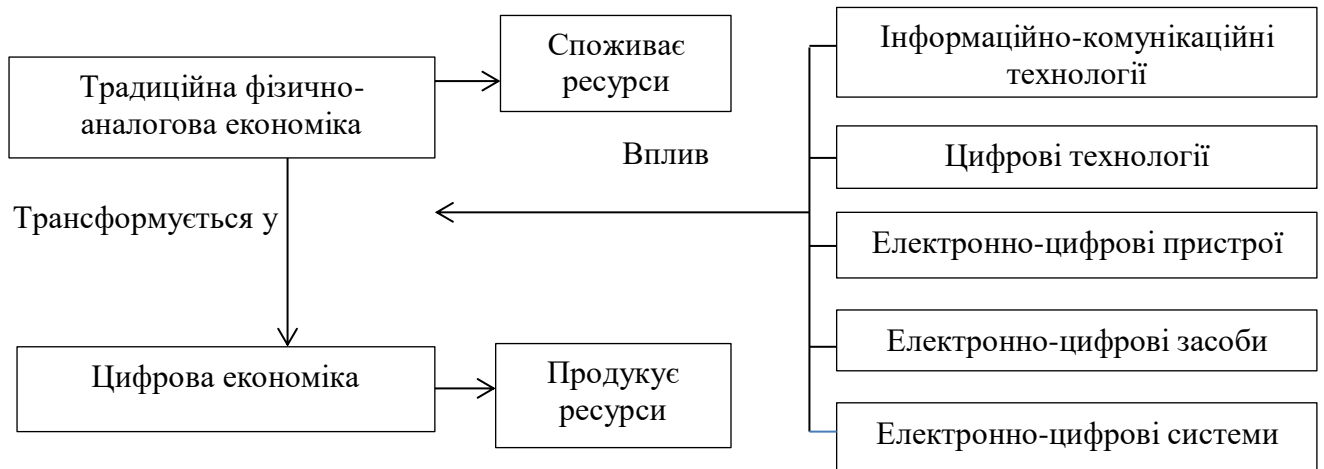 Традиційна фізично-
аналогова економіка
Споживає
ресурси
Трансформується у
Цифрова економіка
Продукує
ресурси
Вплив
Інформаційно-комунікаційні
технології
Цифрові технології
Електронно-цифрові пристрої
Електронно-цифрові засоби
Електронно-цифрові системи